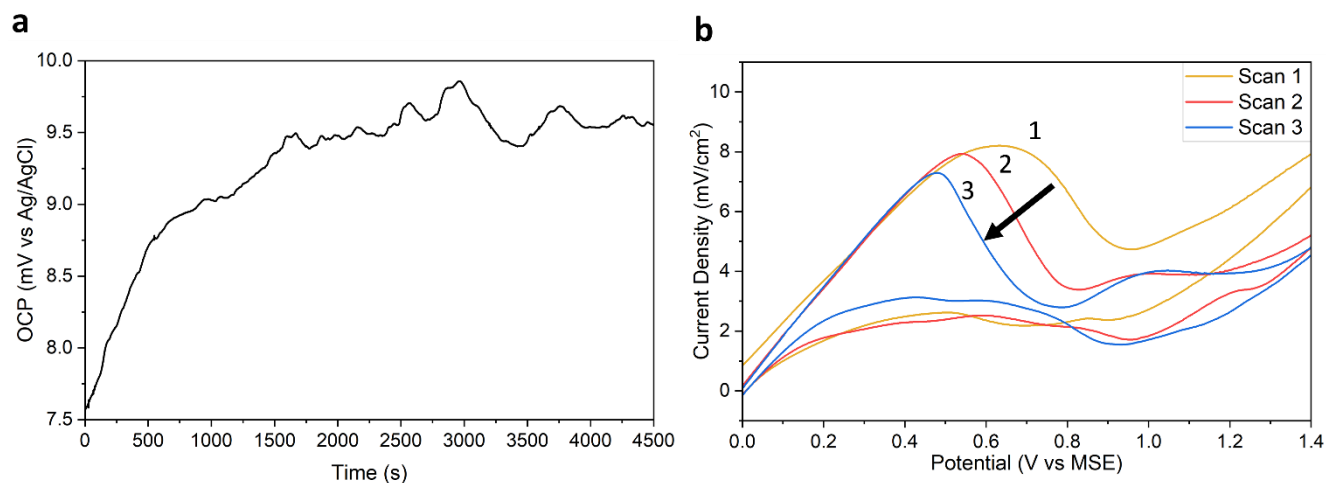 a
10.0
9.5
9.0
8.5
8.0
7.5
OCP (mV vs Ag/AgCl)
0 500 1000 1500 2000 2500 3000 3500 4000 4500
Time (s)
b
10
8
6
4
2
0
Current Density (mV/cm²)
Scan 1
Scan 2
Scan 3
1
2
3
0.0 0.2 0.4 0.6 0.8 1.0 1.2 1.4
Potential (V vs MSE)